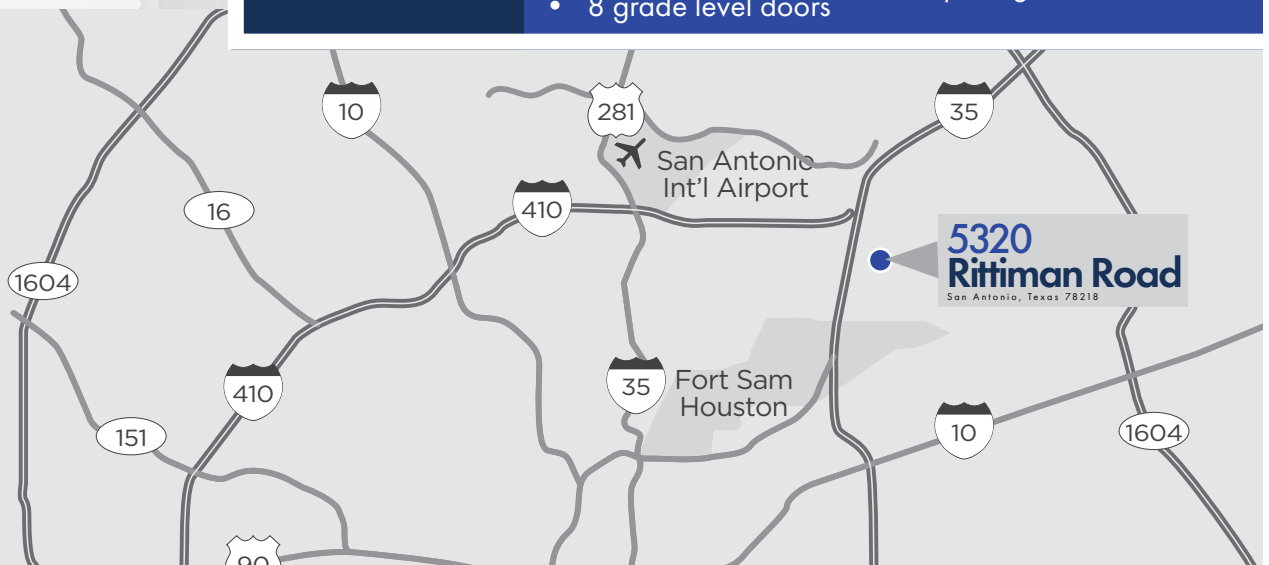 • 8 grade level doors
10
281
35
San Antonio
Int'l Airport
410
16
5320
Rittiman Road
San Antonio, Texas 78218
1604
35
Fort Sam
Houston
410
10
151
1604
90